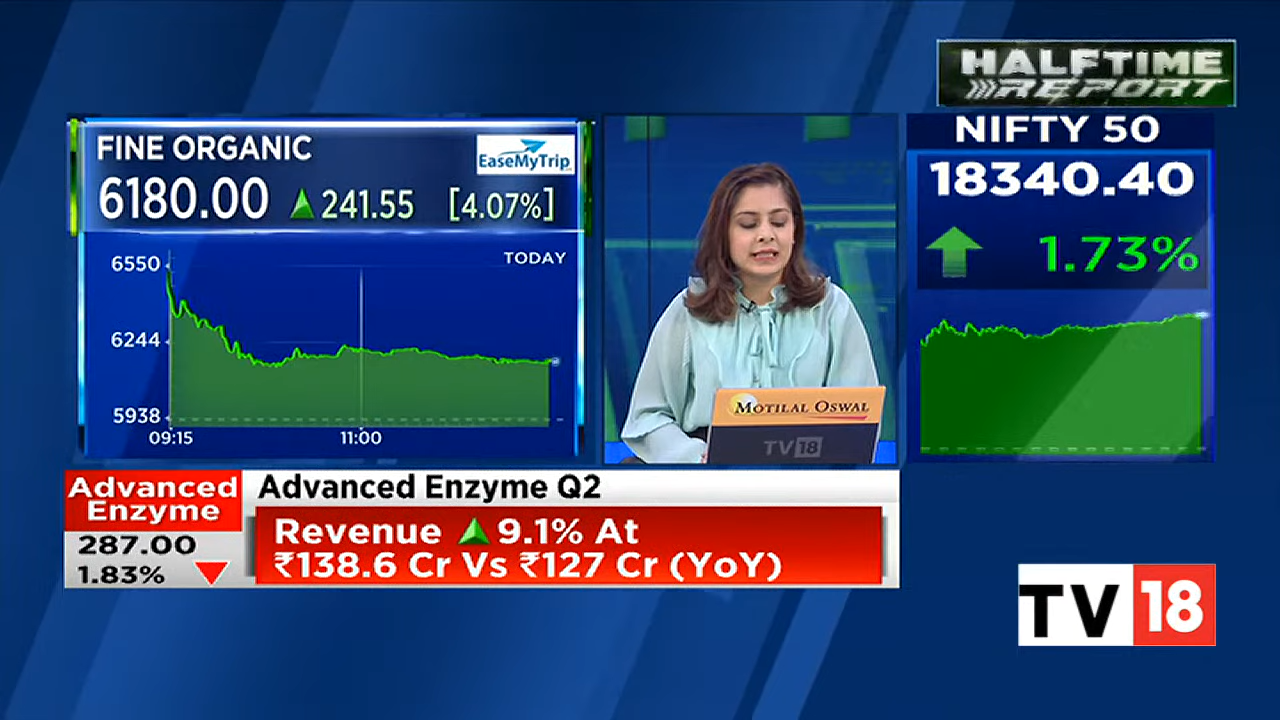 HALFTIME
REPORT
FINE ORGANIC
EaseMyTrip
6180.00 241.55 [4.07%]
TODAY
6550
6244
5938
09:15 11:00
NIFTY 50
18340.40
1.73%
MOTILAL OSWAL
TV18
Advanced
Enzyme
287.00
1.83%
Advanced Enzyme Q2
Revenue 9.1% At
₹138.6 Cr Vs ₹127 Cr (YoY)
TV18